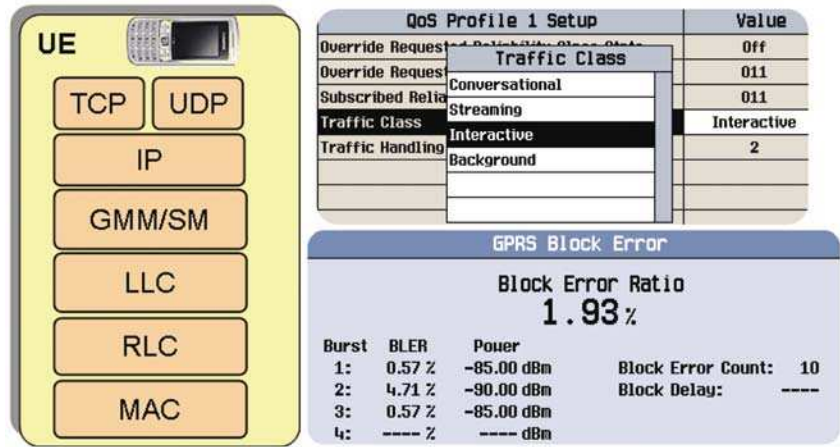 UE
TCP UDP
IP
GMM/SM
LLC
RLC
MAC
QoS Profile 1 Setup Value
Override Requested Off
Override Request 011
Subscribed Relia 011
Traffic Class Interactive
Traffic Handling 2
Traffic Class
Conversational
Streaming
Interactive
Background
GPRS Block Error
Block Error Ratio
1.93 %
Burst BLER Power
1: 0.57 % -85.00 dBm Block Error Count: 10
2: 4.71 % -90.00 dBm Block Delay: ----
3: 0.57 % -85.00 dBm
4: ---- % ---- dBm